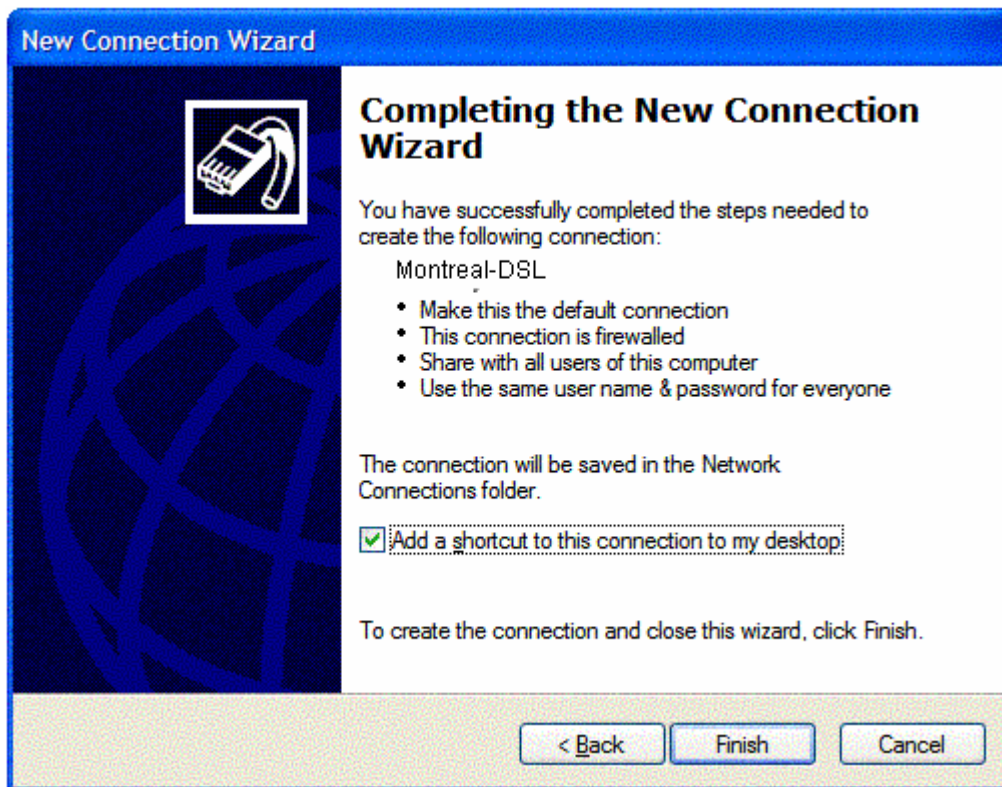 New Connection Wizard
Completing the New Connection
Wizard
You have successfully completed the steps needed to
create the following connection:
Montreal-DSL
• Make this the default connection
• This connection is firewalled
• Share with all users of this computer
• Use the same user name & password for everyone
The connection will be saved in the Network
Connections folder.
Add a shortcut to this connection to my desktop
To create the connection and close this wizard, click Finish.
< Back Finish Cancel